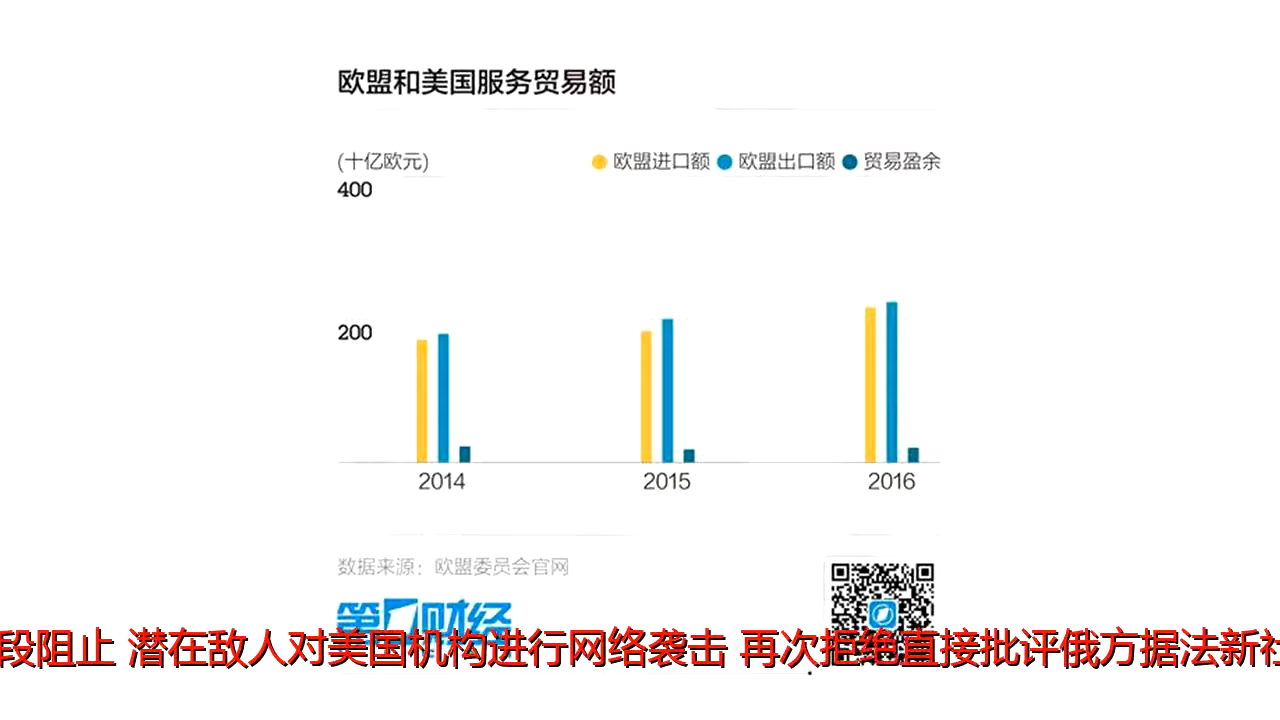 欧盟和美国服务贸易额
(十亿欧元) 欧盟进口额 欧盟出口额 贸易盈余
400
200
2014 2015 2016
数据来源：欧盟委员会官网
第1财经
段阻止 潜在敌人对美国机构进行网络袭击 再次拒绝直接批评俄方据法新社